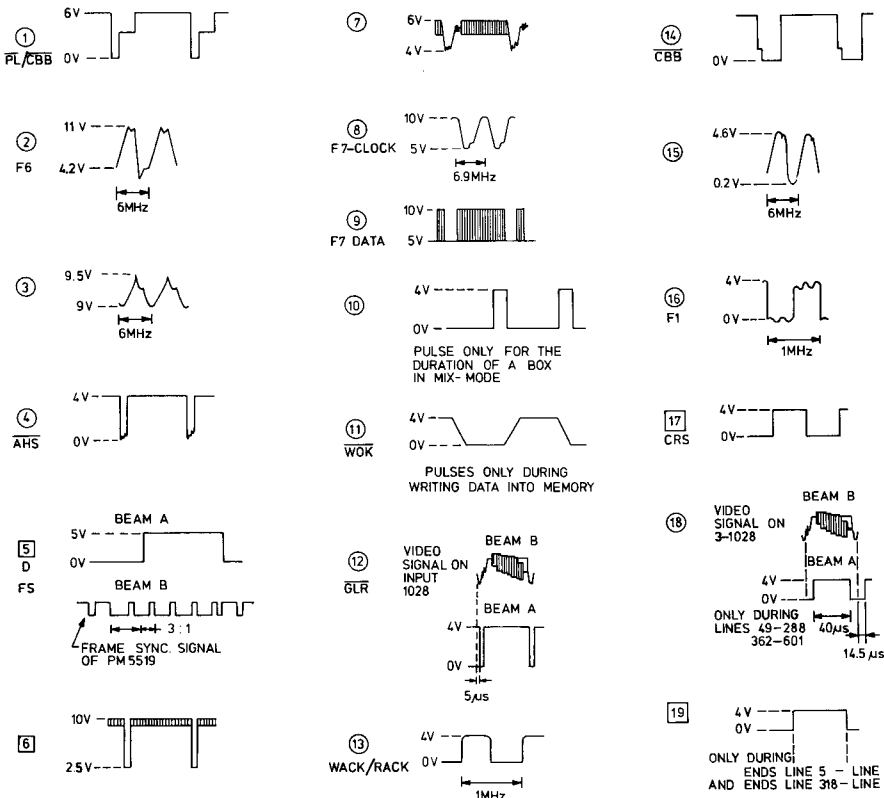 1
PL/CBB
6V
0V
2
F6
11 V
4.2V
6MHz
3
9.5V
9V
6MHz
4
AHS
4V
0V
5
D
FS
BEAM A
5V
0V
BEAM B
3:1
FRAME SYNC. SIGNAL
OF PM 5519
6
10V
2.5V
7
6V
4V
8
F7-CLOCK
10V
5V
6.9MHz
9
F7 DATA
10V
5V
10
4V
0V
PULSE ONLY FOR THE
DURATION OF A BOX
IN MIX-MODE
11
WOK
4V
0V
PULSES ONLY DURING
WRITING DATA INTO MEMORY
12
GLR
VIDEO
SIGNAL ON
INPUT
1028
BEAM B
BEAM A
4V
0V
5µs
13
WACK/RACK
4V
0V
1MHz
14
CBB
6V
0V
15
4.6V
0.2V
6MHz
16
F1
4V
0V
1MHz
17
CRS
4V
0V
18
VIDEO
SIGNAL ON
3-1028
BEAM B
BEAM A
4V
0V
ONLY DURING
LINES 49-288
362-601
40µs
14.5 µs
19
4V
0V
ONLY DURING
ENDS LINE 5 - LINE
AND ENDS LINE 318-LINE